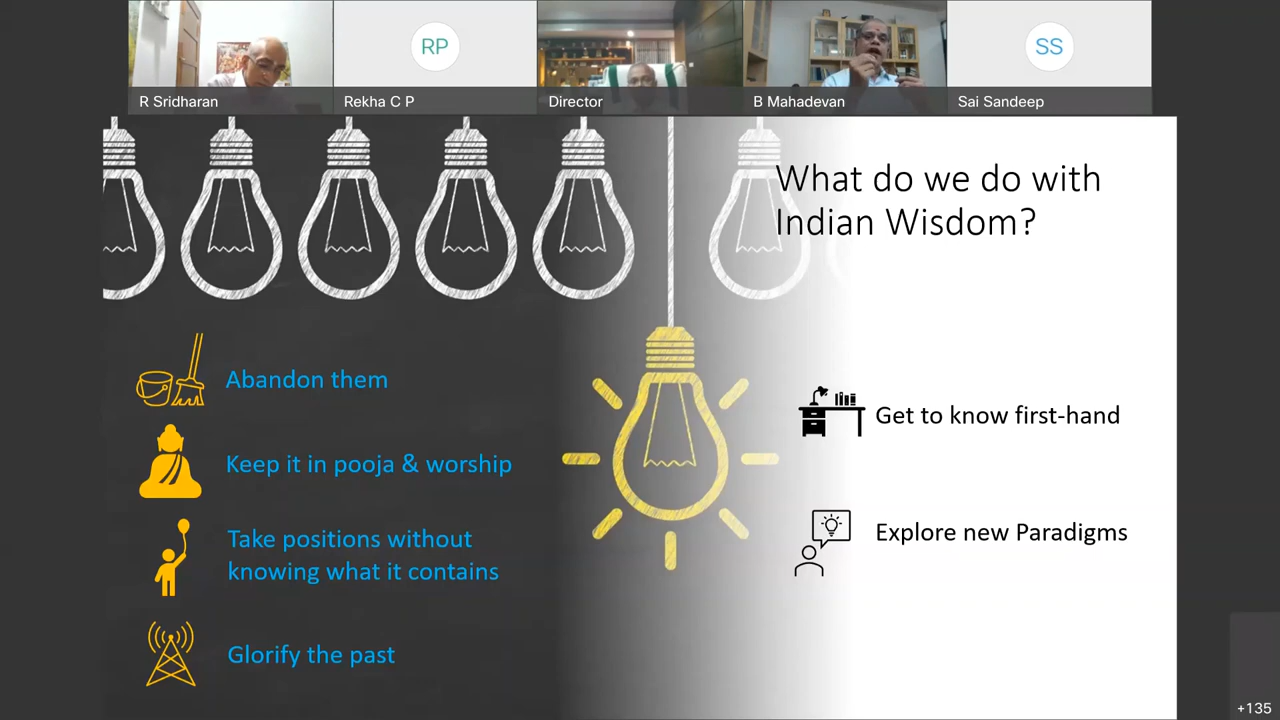 RP
SS
R Sridharan
Rekha C P
Director
B Mahadevan
Sai Sandeep
What do we do with
Indian Wisdom?
Abandon them
Keep it in pooja & worship
Take positions without
knowing what it contains
Glorify the past
Get to know first-hand
Explore new Paradigms
+135